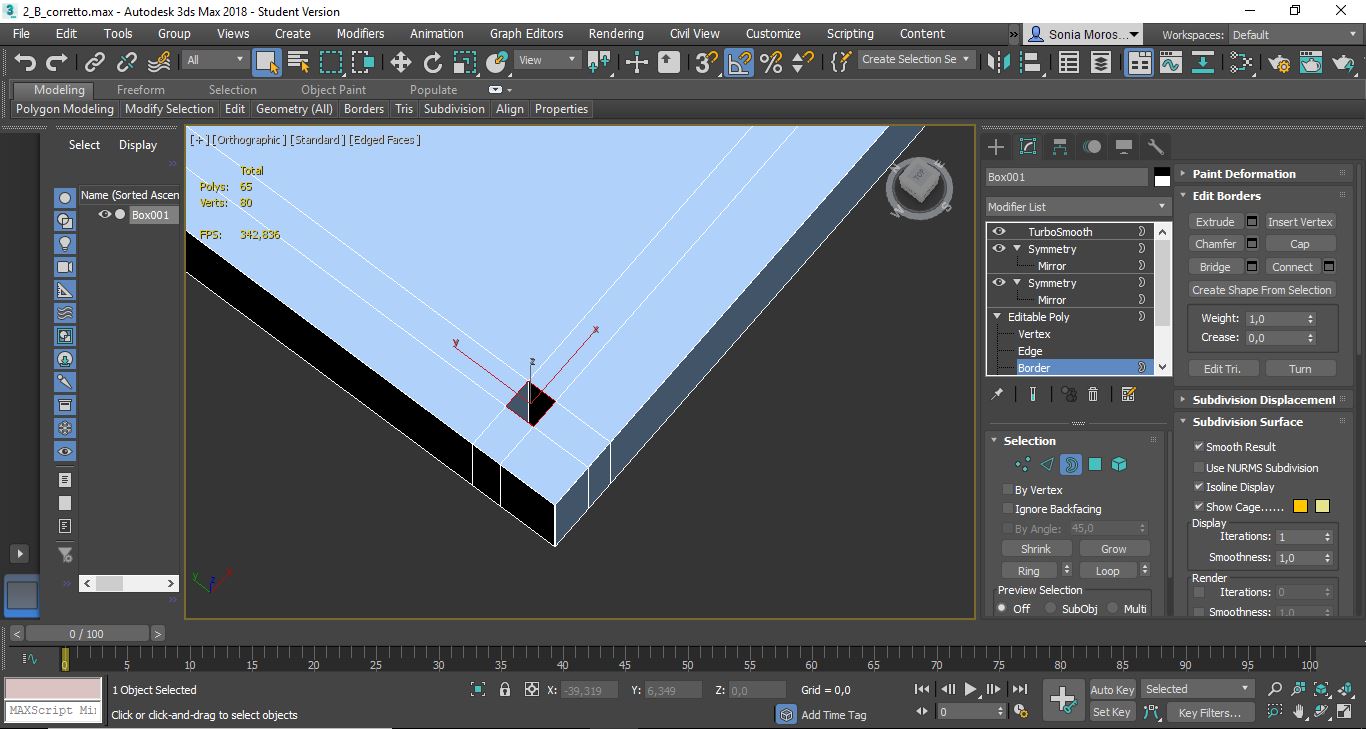 2_B_corretto.max - Autodesk 3ds Max 2018 - Student Version
File Edit Tools Group Views Create Modifiers Animation Graph Editors Rendering Civil View Customize Scripting Content » Sonia Moros... Workspaces: Default
All View 3 Create Selection Se
Modeling Freeform Selection Object Paint Populate
Polygon Modeling Modify Selection Edit Geometry (All) Borders Tris Subdivision Align Properties
Select Display
Name (Sorted Ascen
Box001
[+] [Orthographic] [Standard] [Edged Faces]
Total
Polys: 65
Verts: 80
FPS: 342,836
TOP
W S
x
y
z
y z x
Box001
Modifier List
TurboSmooth
Symmetry
Mirror
Symmetry
Mirror
Editable Poly
Vertex
Edge
Border
Selection
By Vertex
Ignore Backfacing
By Angle: 45,0
Shrink Grow
Ring Loop
Preview Selection
Off SubObj Multi
Paint Deformation
Edit Borders
Extrude Insert Vertex
Chamfer Cap
Bridge Connect
Create Shape From Selection
Weight: 1,0
Crease: 0,0
Edit Tri. Turn
Subdivision Displacement
Subdivision Surface
Smooth Result
Use NURMS Subdivision
Isoline Display
Show Cage......
Display
Iterations: 1
Smoothness: 1,0
Render
Iterations: 0
Smoothness: 1,0
< 0 / 100 >
0 5 10 15 20 25 30 35 40 45 50 55 60 65 70 75 80 85 90 95 100
1 Object Selected X: -39,319 Y: 6,349 Z: 0,0 Grid = 0,0 Auto Key Selected
MAXScript Mi Click or click-and-drag to select objects Add Time Tag 0 Set Key Key Filters...